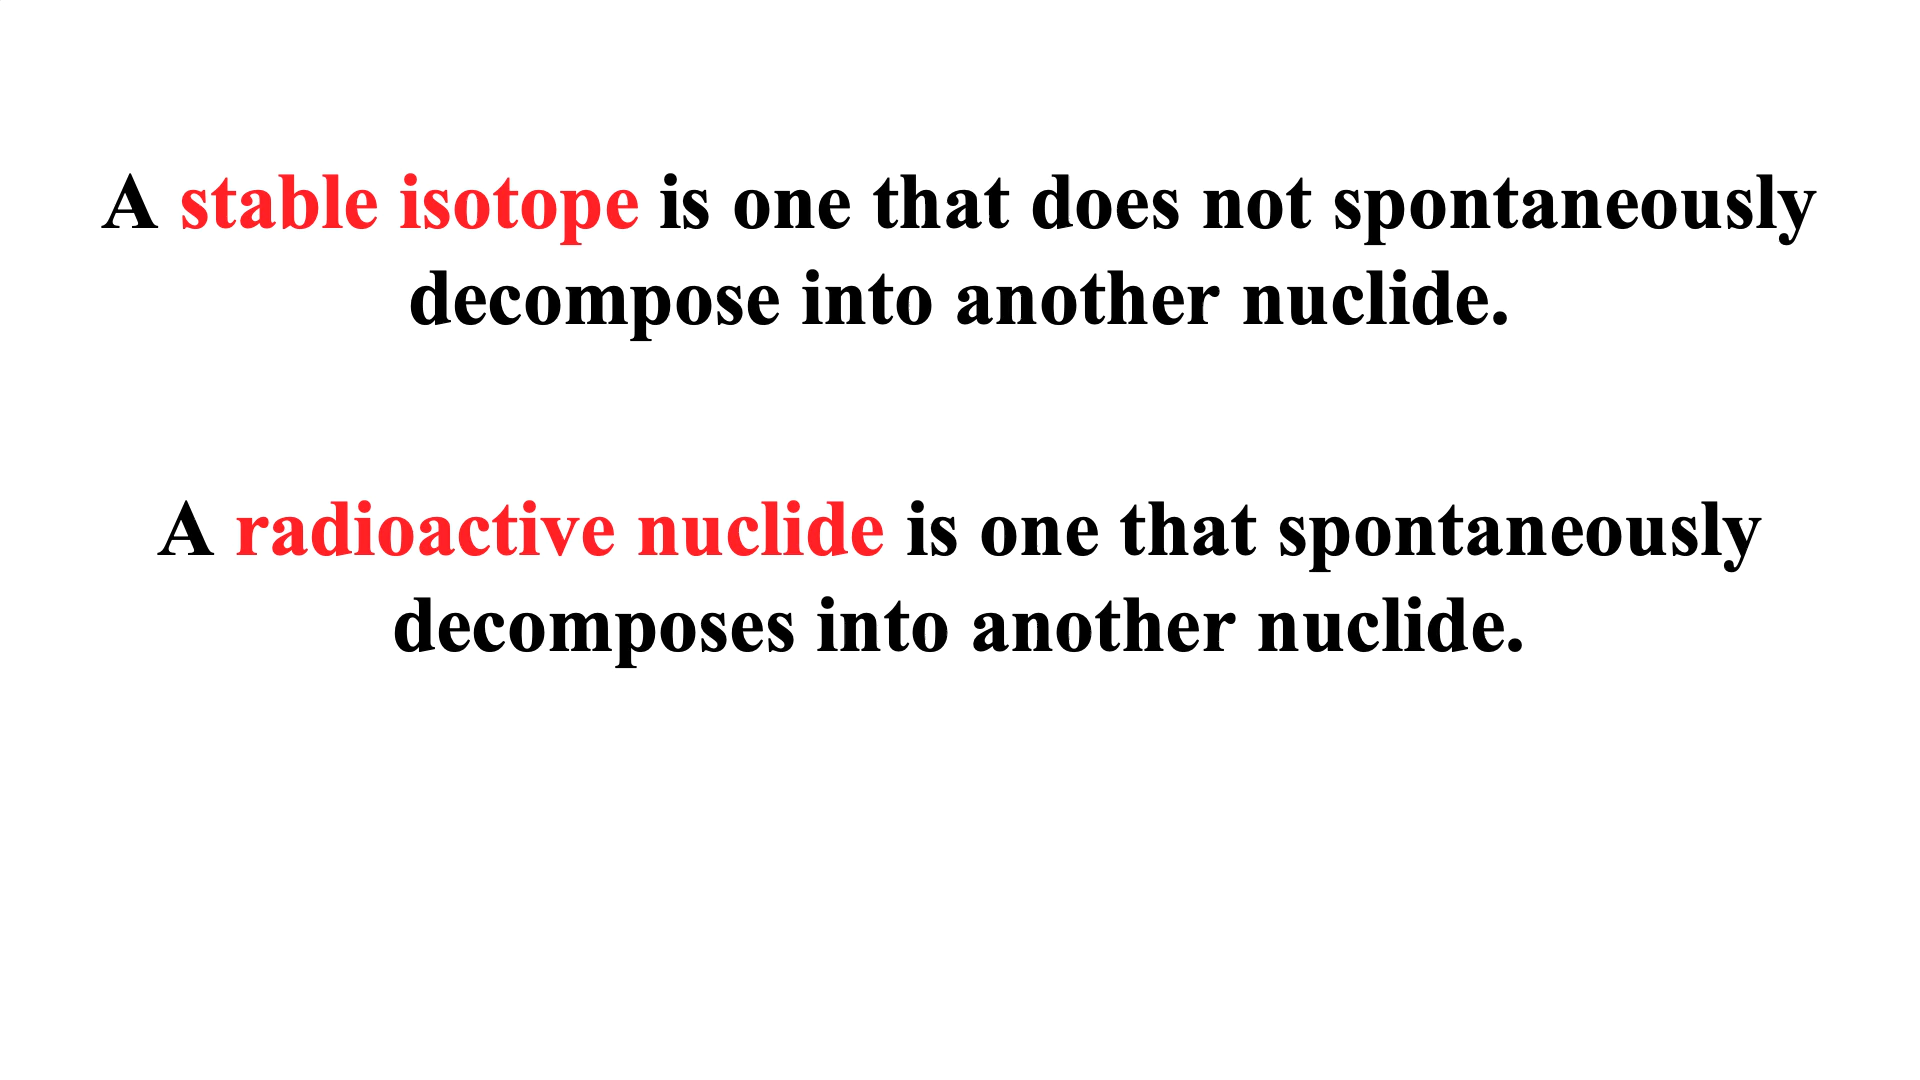 A stable isotope is one that does not spontaneously
decompose into another nuclide.
A radioactive nuclide is one that spontaneously
decomposes into another nuclide.